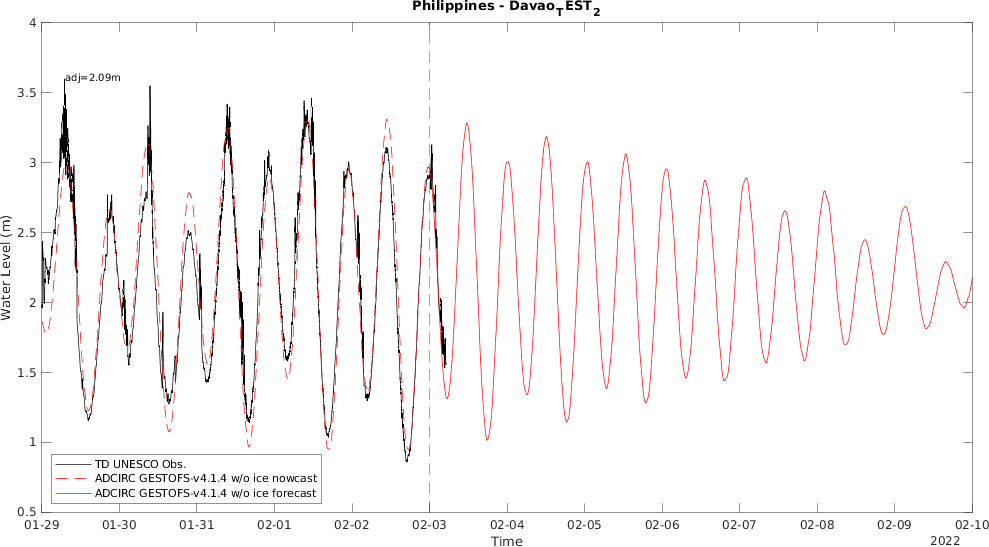 Philippines - Davao_TEST_2
4
3.5
3
2.5
2
1.5
1
0.5
Water Level (m)
adj=2.09m
TD UNESCO Obs.
ADCIRC GESTOFS-v4.1.4 w/o ice nowcast
ADCIRC GESTOFS-v4.1.4 w/o ice forecast
01-29 01-30 01-31 02-01 02-02 02-03 02-04 02-05 02-06 02-07 02-08 02-09 02-10
Time
2022